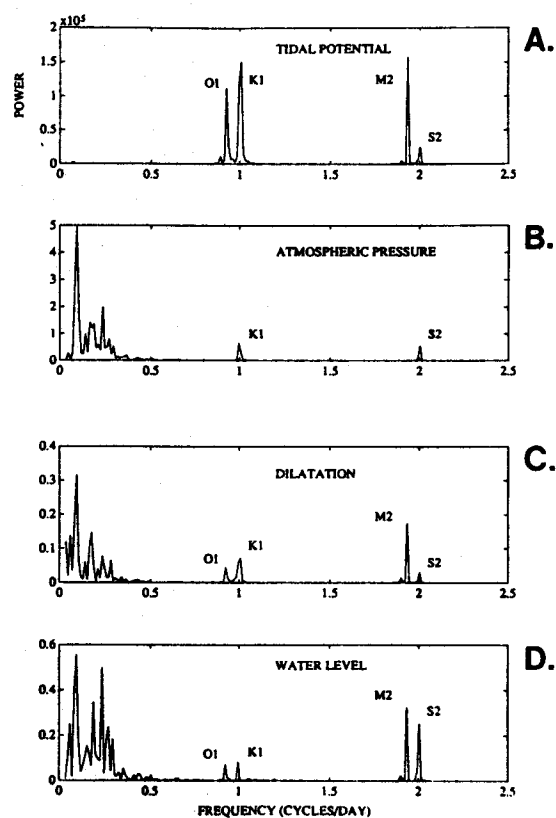 x10⁵
A.
TIDAL POTENTIAL
2
1.5
1
0.5
0
POWER
O1 K1 M2 S2
0.5 1 1.5 2 2.5
B.
ATMOSPHERIC PRESSURE
5
4
3
2
1
0
K1 S2
0 0.5 1 1.5 2 2.5
C.
DILATATION
0.4
0.3
0.2
0.1
0
O1 K1 M2 S2
0 0.5 1 1.5 2 2.5
D.
WATER LEVEL
0.6
0.4
0.2
0
O1 K1 M2 S2
0 0.5 1 1.5 2 2.5
FREQUENCY (CYCLES/DAY)